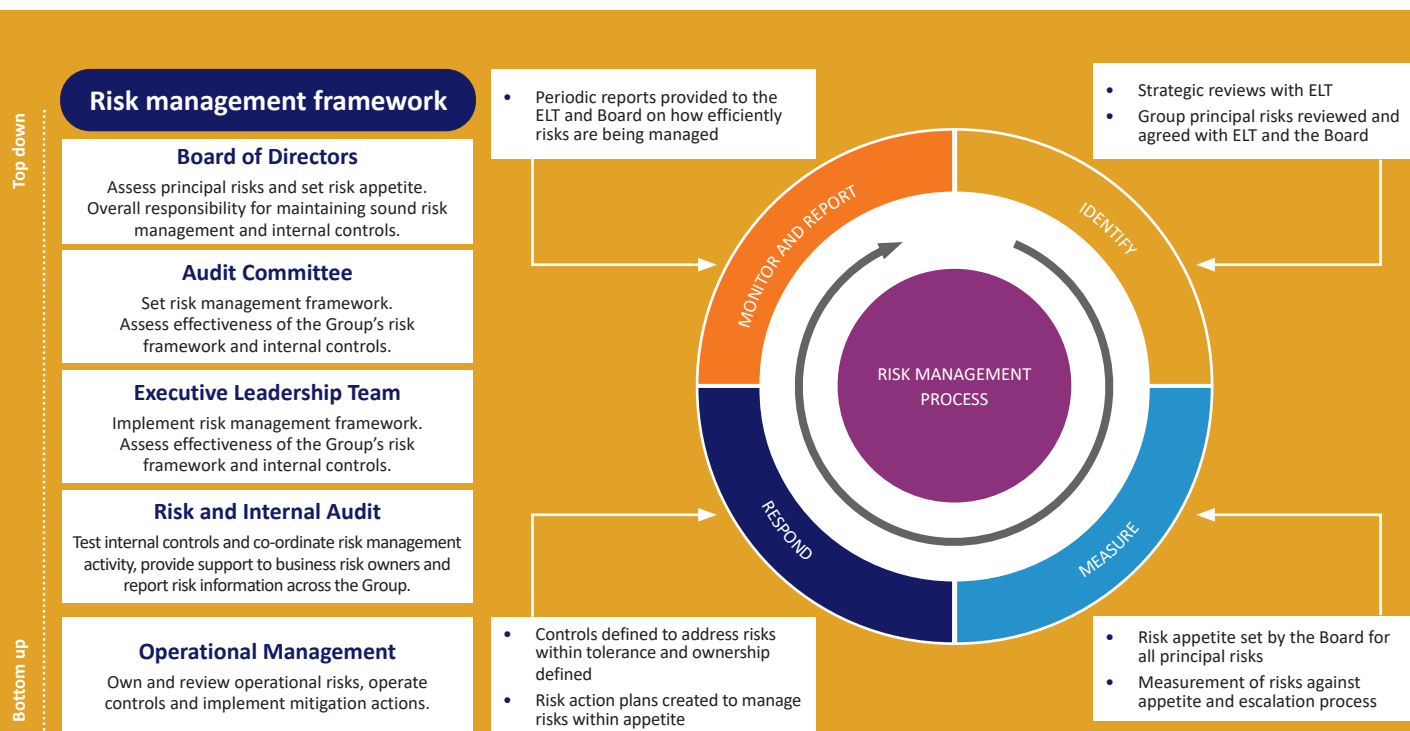 Top down
Bottom up
Risk management framework
Board of Directors
Assess principal risks and set risk appetite.
Overall responsibility for maintaining sound risk
management and internal controls.
Audit Committee
Set risk management framework.
Assess effectiveness of the Group's risk
framework and internal controls.
Executive Leadership Team
Implement risk management framework.
Assess effectiveness of the Group's risk
framework and internal controls.
Risk and Internal Audit
Test internal controls and co-ordinate risk management
activity, provide support to business risk owners and
report risk information across the Group.
Operational Management
Own and review operational risks, operate
controls and implement mitigation actions.
• Periodic reports provided to the
ELT and Board on how efficiently
risks are being managed
• Strategic reviews with ELT
• Group principal risks reviewed and
agreed with ELT and the Board
MONITOR AND REPORT
IDENTIFY
RISK MANAGEMENT
PROCESS
RESPOND
MEASURE
• Controls defined to address risks
within tolerance and ownership
defined
• Risk action plans created to manage
risks within appetite
• Risk appetite set by the Board for
all principal risks
• Measurement of risks against
appetite and escalation process